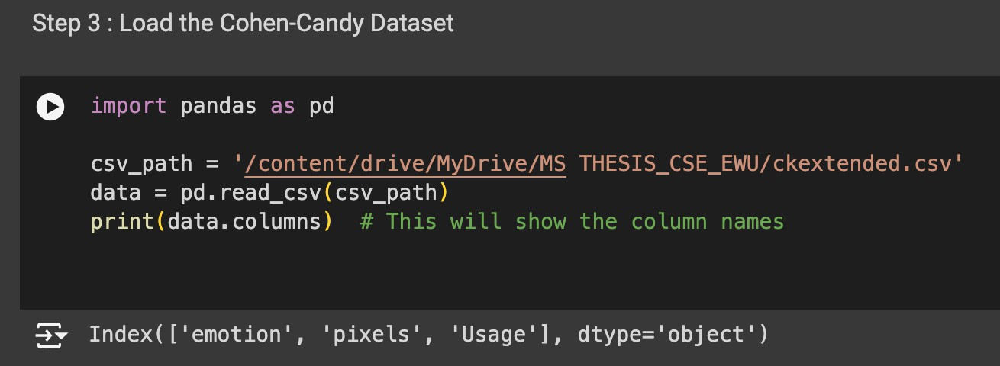 Step 3 : Load the Cohen-Candy Dataset
import pandas as pd
csv_path = '/content/drive/MyDrive/MS THESIS_CSE_EWU/ckextended.csv'
data = pd.read_csv(csv_path)
print(data.columns)  # This will show the column names
Index(['emotion', 'pixels', 'Usage'], dtype='object')